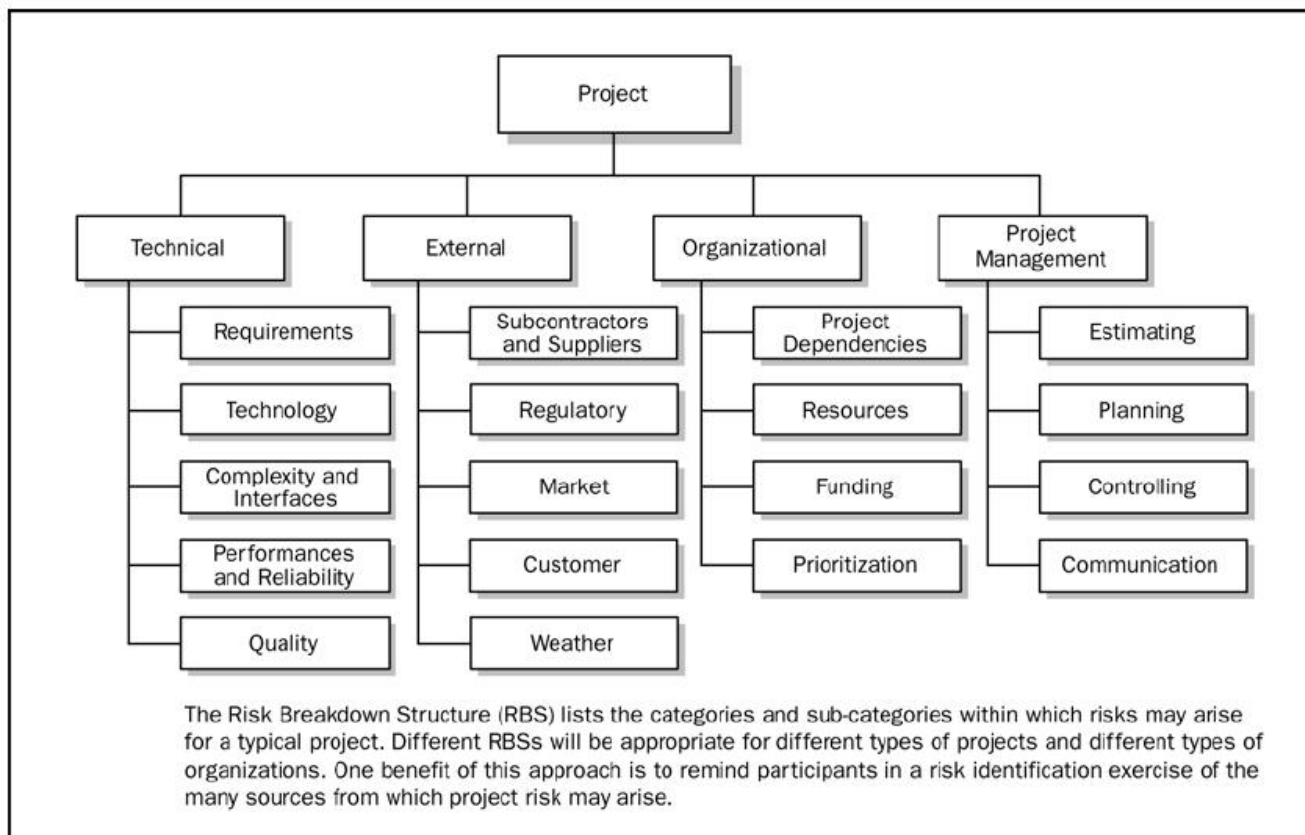 Project
Technical
External
Organizational
Project
Management
Requirements
Technology
Complexity and
Interfaces
Performances
and Reliability
Quality
Subcontractors
and Suppliers
Regulatory
Market
Customer
Weather
Project
Dependencies
Resources
Funding
Prioritization
Estimating
Planning
Controlling
Communication
The Risk Breakdown Structure (RBS) lists the categories and sub-categories within which risks may arise
for a typical project. Different RBSs will be appropriate for different types of projects and different types of
organizations. One benefit of this approach is to remind participants in a risk identification exercise of the
many sources from which project risk may arise.